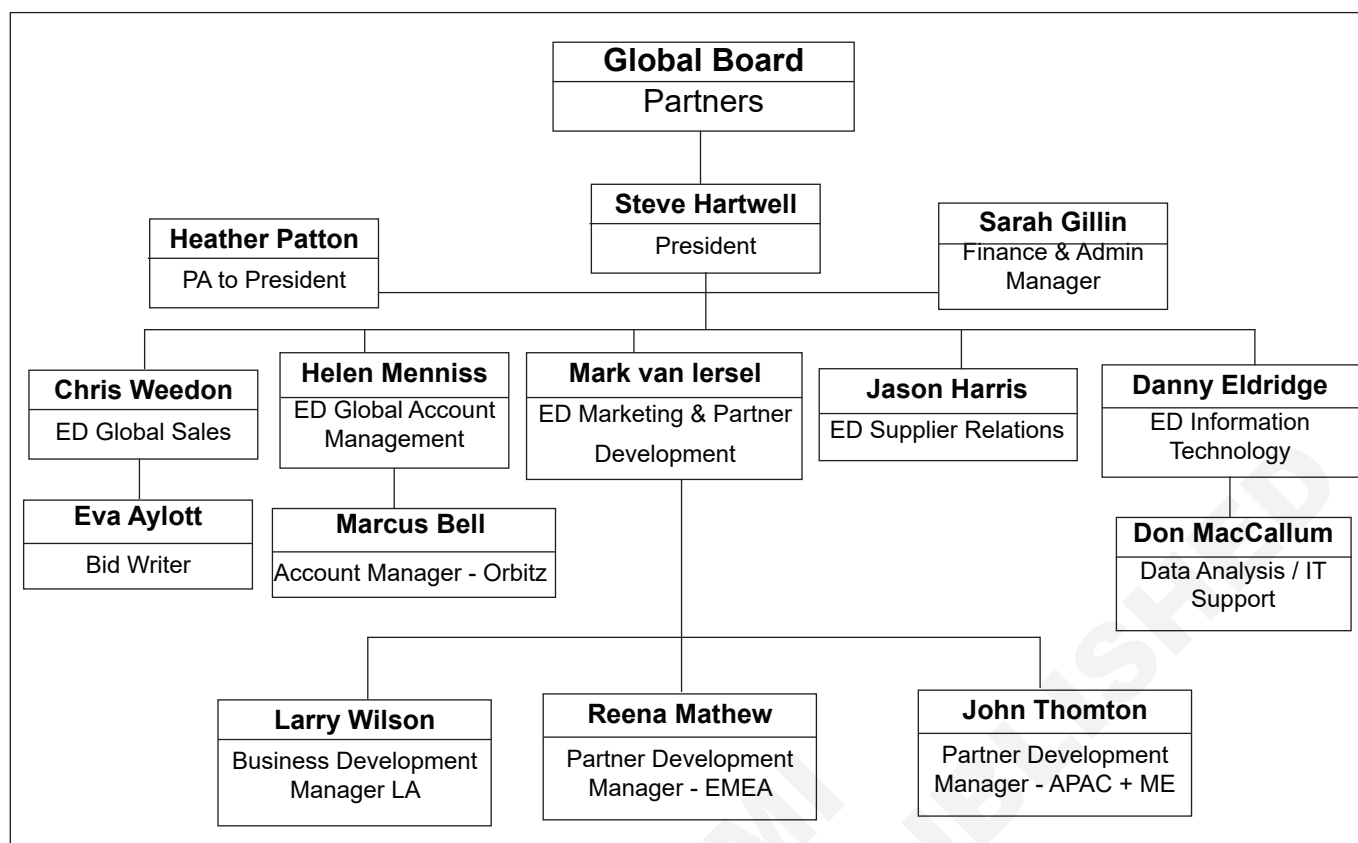 Global Board
Partners
Steve Hartwell
President
Heather Patton
PA to President
Sarah Gillin
Finance & Admin
Manager
Chris Weedon
ED Global Sales
Helen Menniss
ED Global Account
Management
Mark van Iersel
ED Marketing & Partner
Development
Jason Harris
ED Supplier Relations
Danny Eldridge
ED Information
Technology
Eva Aylott
Bid Writer
Marcus Bell
Account Manager - Orbitz
Don MacCallum
Data Analysis / IT
Support
Larry Wilson
Business Development
Manager LA
Reena Mathew
Partner Development
Manager - EMEA
John Thomton
Partner Development
Manager - APAC + ME